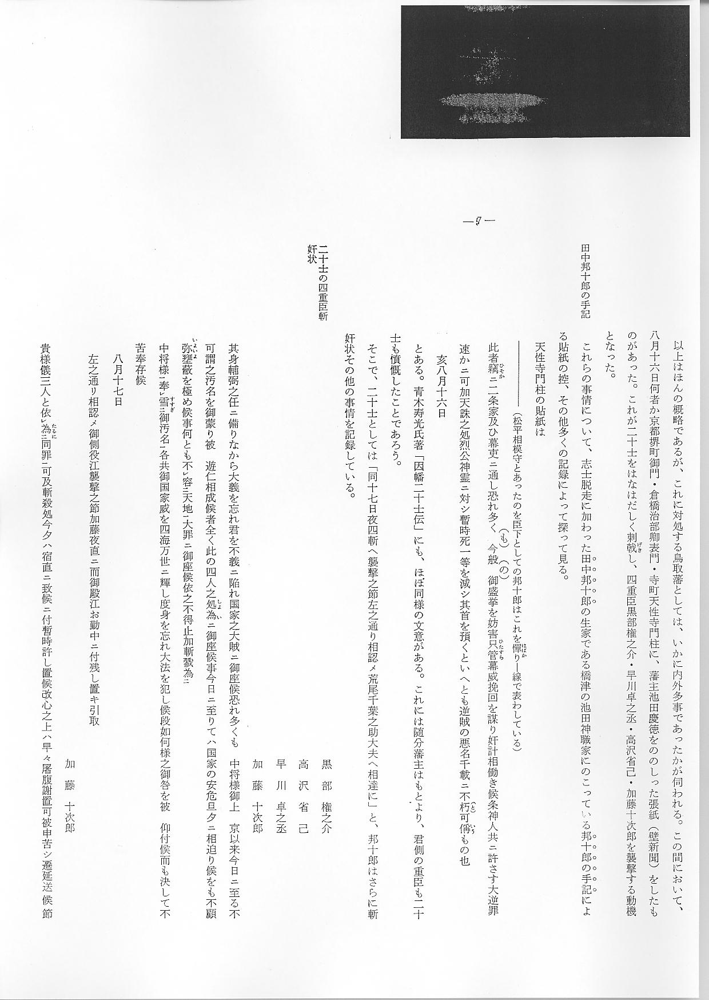 ―7―
以上はほんの概略であるが、これに対処する鳥取藩としては、いかに内外多事であったかが伺われる。この間において、
八月十六日何者か京都堺町御門・倉橋治部卿表門・寺町天性寺門柱に、藩主池田慶徳をののしった張紙(壁新聞)をしたも
のがあった。これが二十士をはなはだしく刺戟し、四重臣黒部権之介・早川卓之丞・高沢省己・加藤十次郎を襲撃する動機
げき
となった。
田中邦十郎の手記
これらの事情について、志士脱走に加わった田中邦十郎の生家である橋津の池田神職家にのこっている邦十郎の手記によ
る貼紙の控、その他多くの記録によって探って見る。
天性寺門柱の貼紙は
――――――(松平相模守とあったのを臣下としての邦十郎はこれを憚りー線で表わしている)
はばか
此者竊ニ二条家及ひ幕吏ニ通し恐れ多く(も)今般(の)御盛挙を妨害只管幕威挽回を謀り奸計相働き候条神人共ニ許さす大逆罪
ひそか
ひたすら
速かニ可加天誅之処烈公神霊ニ対シ暫時死一等を減シ其首を預くといへとも逆賊の悪名千載ニ不朽可偁もの也
亥八月十六日
とある。青木寿光氏著「因幡二十士伝」にも、ほぼ同様の文意がある。これには随分藩主はもとより、君側の重臣も二十
士も憤慨したことであろう。
そこで、二十士としては「同十七日夜四斬へ襲撃之節左之通り相認メ荒尾千葉之助大夫へ相達に」と、邦十郎はさらに斬
奸状その他の事情を記録している。
二十士の四重臣斬
奸状
黒部権之介
高沢省己
早川卓之丞
加藤十次郎
其身輔弼之任ニ備りなから大義を忘れ君を不義ニ陥れ国家之大賊ニ御座候恐れ多くも 中将様御上 京以来今日ニ至る不
可謂之汚名を御蒙り被 遊仁相成候者全く此の四人之処為ニ御座候事今日ニ至りてハ国家の安危旦夕ニ相迫り候をも不顧
しょい
弥壅蔽を極め候事何とも不レ容ニ天地一大罪ニ御座候依之不得止加斬戮為ニ
いよいよ
中将様一奉レ雪ニ御汚名一各共御国家威を四海万世ニ輝し度身を忘れ大法を犯し候段如何様之御咎を被 仰付候而も決して不
すすぎ
苦奉存候
八月十七日
左之通り相認メ御側役江襲撃之節加藤夜直ニ而御殿江お勤中ニ付残し置キ引取
加藤十次郎
貴様儀三人と依レ為ニ同罪ニ可及斬殺処今夕ハ宿直ニ致候ニ付暫時許し置候改心之上ハ早々屠腹謝置可被申苦シ遷延送候節
たるに